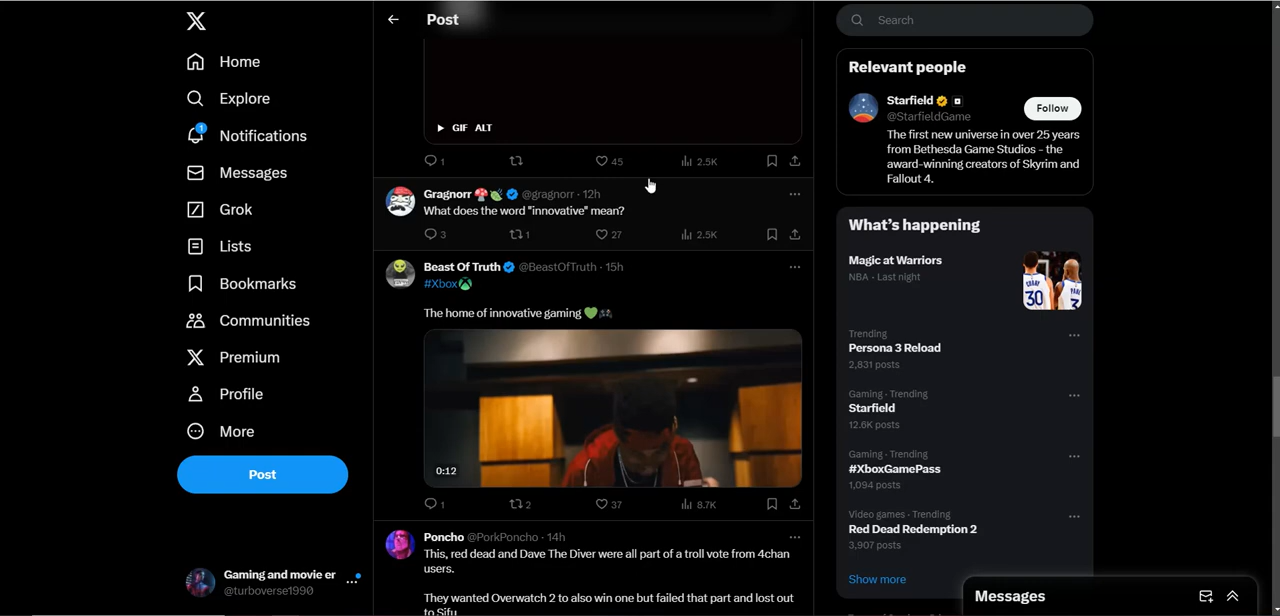 Home
Explore
1
Notifications
Messages
Grok
Lists
Bookmarks
Communities
Premium
Profile
More
Post
Gaming and movie er
@turboverse1990
Post
GIF ALT
1
45
2.5K
Gragnorr @gragnorr · 12h
What does the word "innovative" mean?
3
1
27
2.5K
Beast Of Truth @BeastOfTruth · 15h
#Xbox
The home of innovative gaming
0:12
1
2
37
8.7K
Poncho @PorkPoncho · 14h
This, red dead and Dave The Diver were all part of a troll vote from 4chan
users.
They wanted Overwatch 2 to also win one but failed that part and lost out
to Sifu
Search
Relevant people
Starfield
@StarfieldGame
Follow
The first new universe in over 25 years
from Bethesda Game Studios - the
award-winning creators of Skyrim and
Fallout 4.
What's happening
Magic at Warriors
NBA · Last night
Trending
Persona 3 Reload
2,831 posts
Gaming · Trending
Starfield
12.6K posts
Gaming · Trending
#XboxGamePass
1,094 posts
Video games · Trending
Red Dead Redemption 2
3,907 posts
Show more
Messages